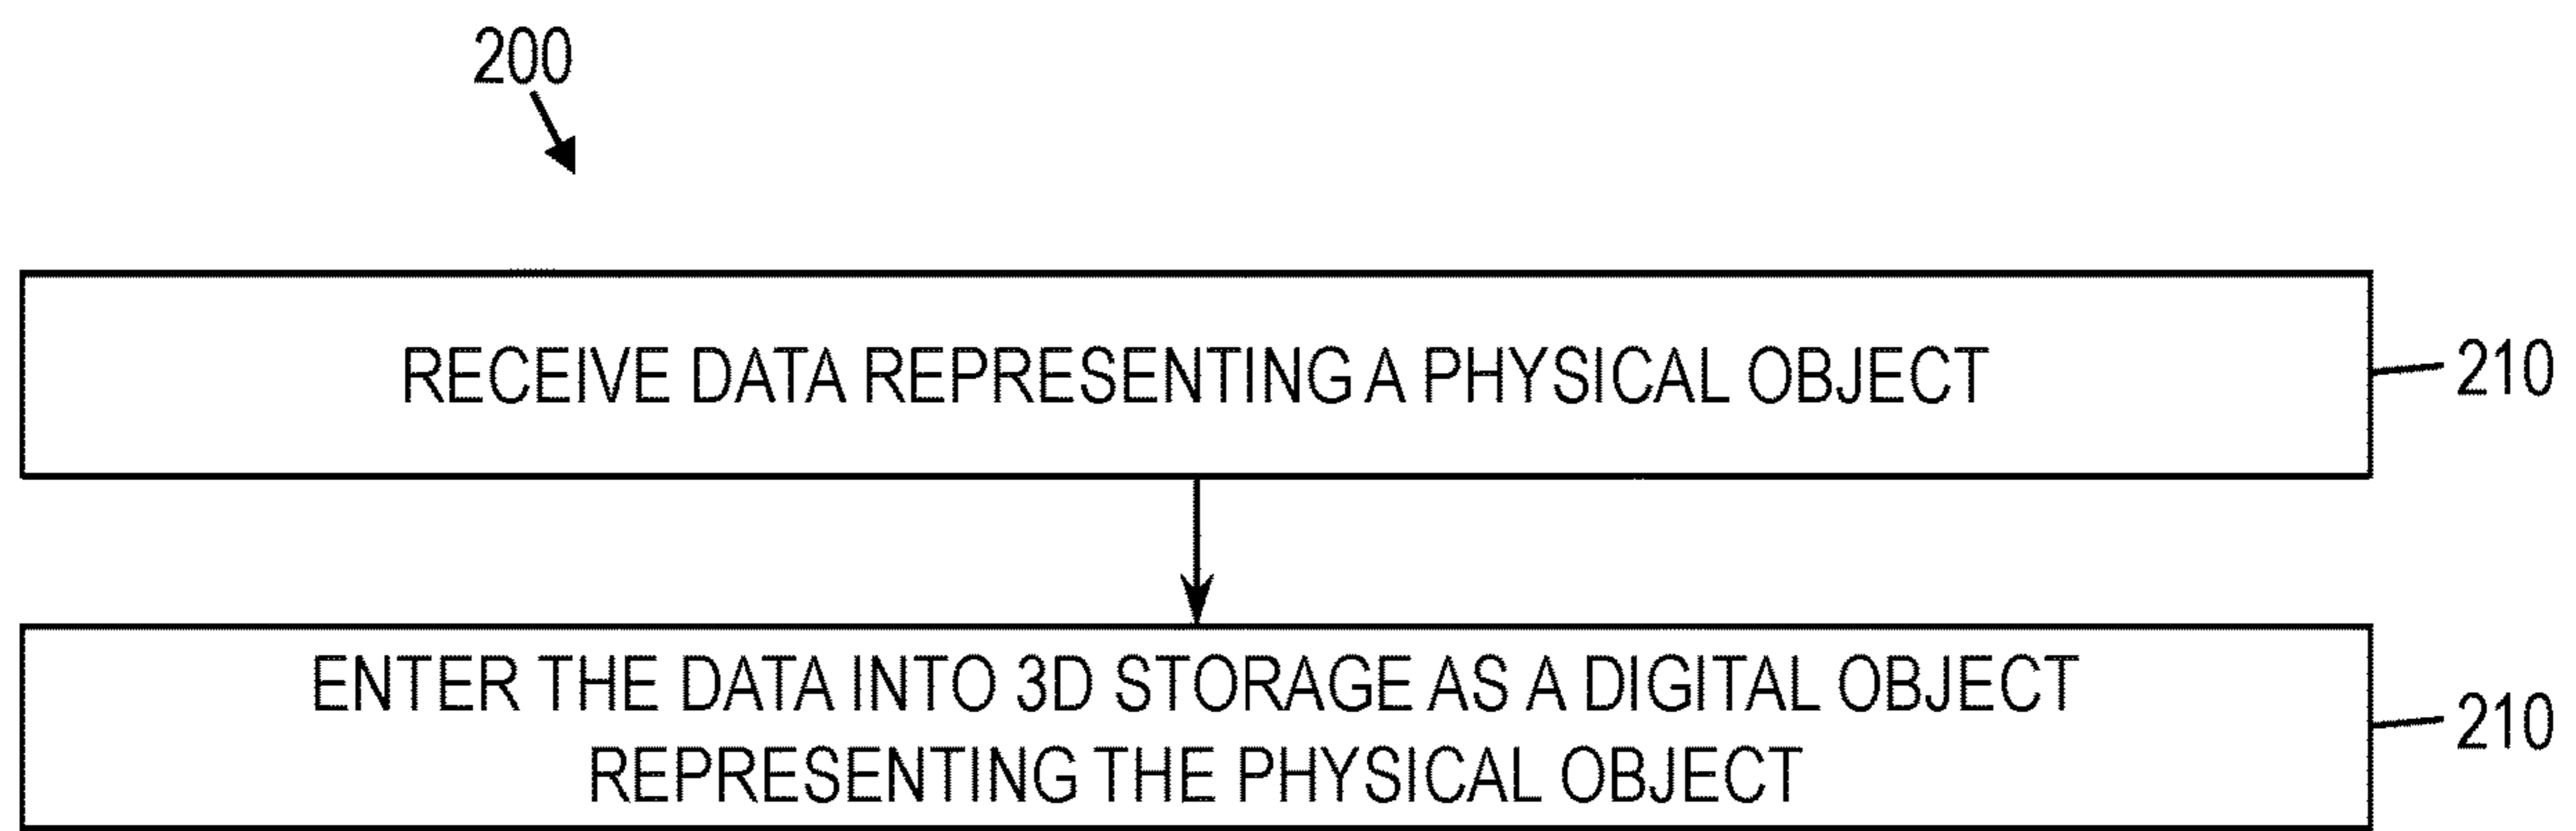 200
RECEIVE DATA REPRESENTING A PHYSICAL OBJECT
210
ENTER THE DATA INTO 3D STORAGE AS A DIGITAL OBJECT
REPRESENTING THE PHYSICAL OBJECT
210